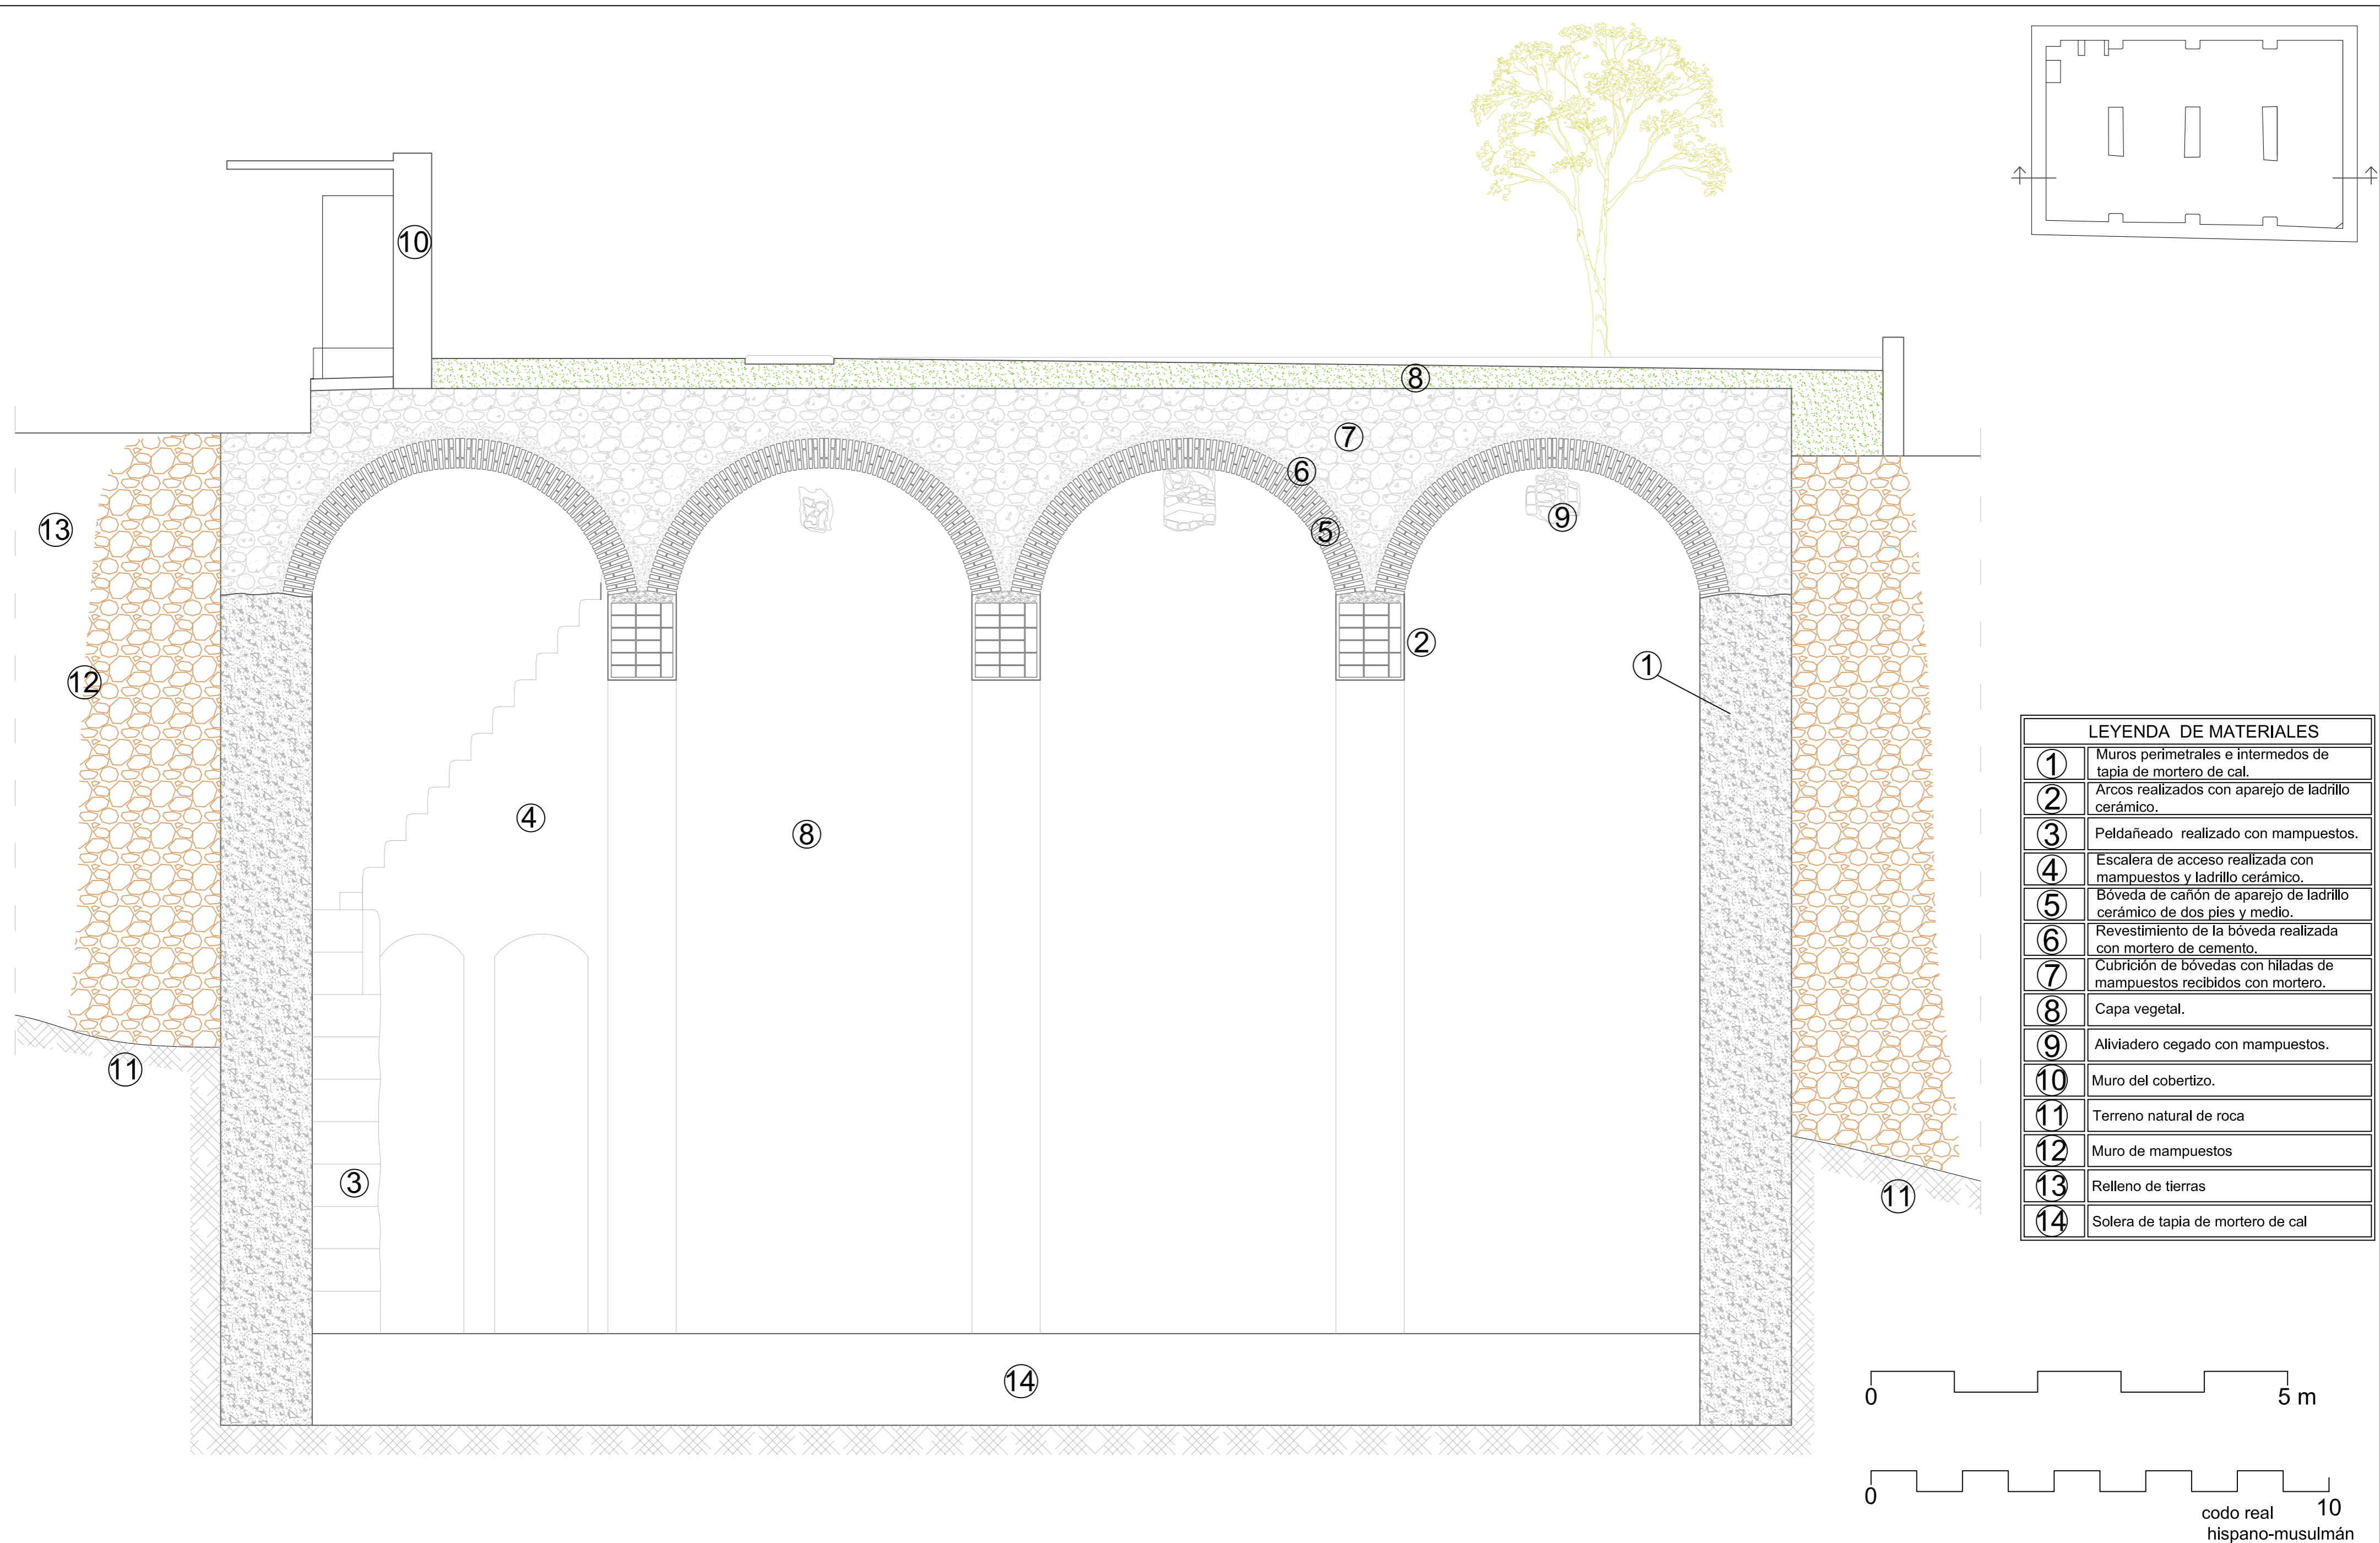 10
8
7
6
5
9
13
2
1
12
4
8
11
3
11
14
LEYENDA DE MATERIALES
1 Muros perimetrales e intermedos de
tapia de mortero de cal.
2 Arcos realizados con aparejo de ladrillo
cerámico.
3 Peldañeado realizado con mampuestos.
4 Escalera de acceso realizada con
mampuestos y ladrillo cerámico.
5 Bóveda de cañón de aparejo de ladrillo
cerámico de dos pies y medio.
6 Revestimiento de la bóveda realizada
con mortero de cemento.
7 Cubrición de bóvedas con hiladas de
mampuestos recibidos con mortero.
8 Capa vegetal.
9 Aliviadero cegado con mampuestos.
10 Muro del cobertizo.
11 Terreno natural de roca
12 Muro de mampuestos
13 Relleno de tierras
14 Solera de tapia de mortero de cal
0 5 m
0 10
codo real
hispano-musulmán